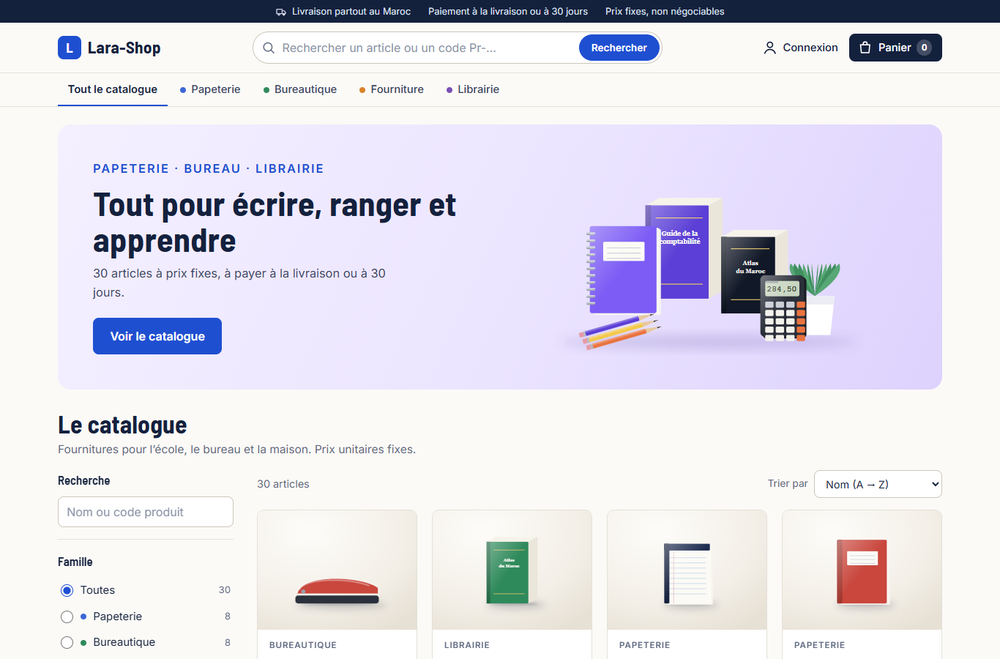 Livraison partout au Maroc Paiement à la livraison ou à 30 jours Prix fixes, non négociables
L Lara-Shop Rechercher un article ou un code Pr-... Rechercher Connexion Panier 0
Tout le catalogue Papeterie Bureautique Fourniture Librairie
PAPETERIE · BUREAU · LIBRAIRIE
Tout pour écrire, ranger et
apprendre
30 articles à prix fixes, à payer à la livraison ou à 30
jours.
Voir le catalogue
Guide de la
comptabilité
Atlas
du Maroc
284,50
Le catalogue
Fournitures pour l'école, le bureau et la maison. Prix unitaires fixes.
Recherche
Nom ou code produit
Famille
Toutes 30
Papeterie 8
Bureautique 8
30 articles Trier par Nom (A → Z)
Atlas
du Maroc
BUREAUTIQUE LIBRAIRIE PAPETERIE PAPETERIE